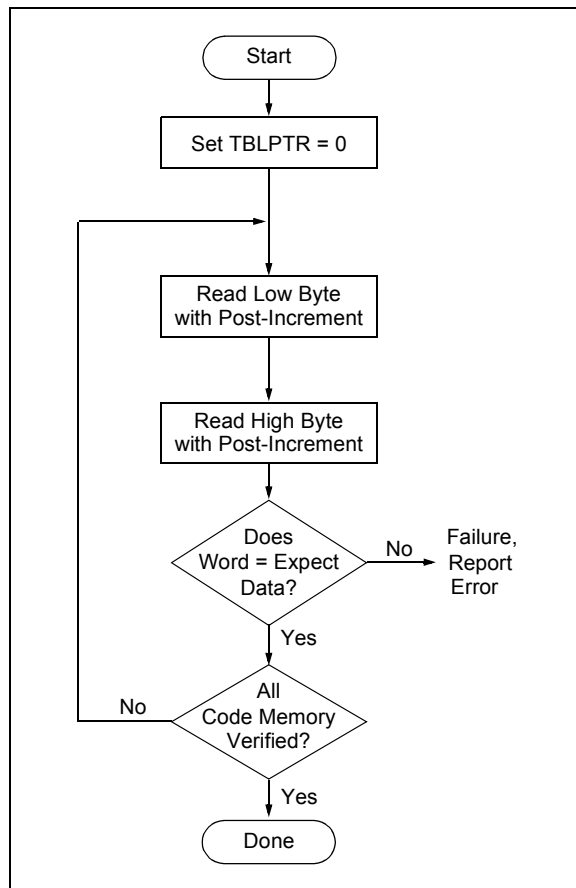 Start
Set TBLPTR = 0
Read Low Byte
with Post-Increment
Read High Byte
with Post-Increment
Does
Word = Expect
Data?
No
Failure,
Report
Error
Yes
All
Code Memory
Verified?
No
Yes
Done